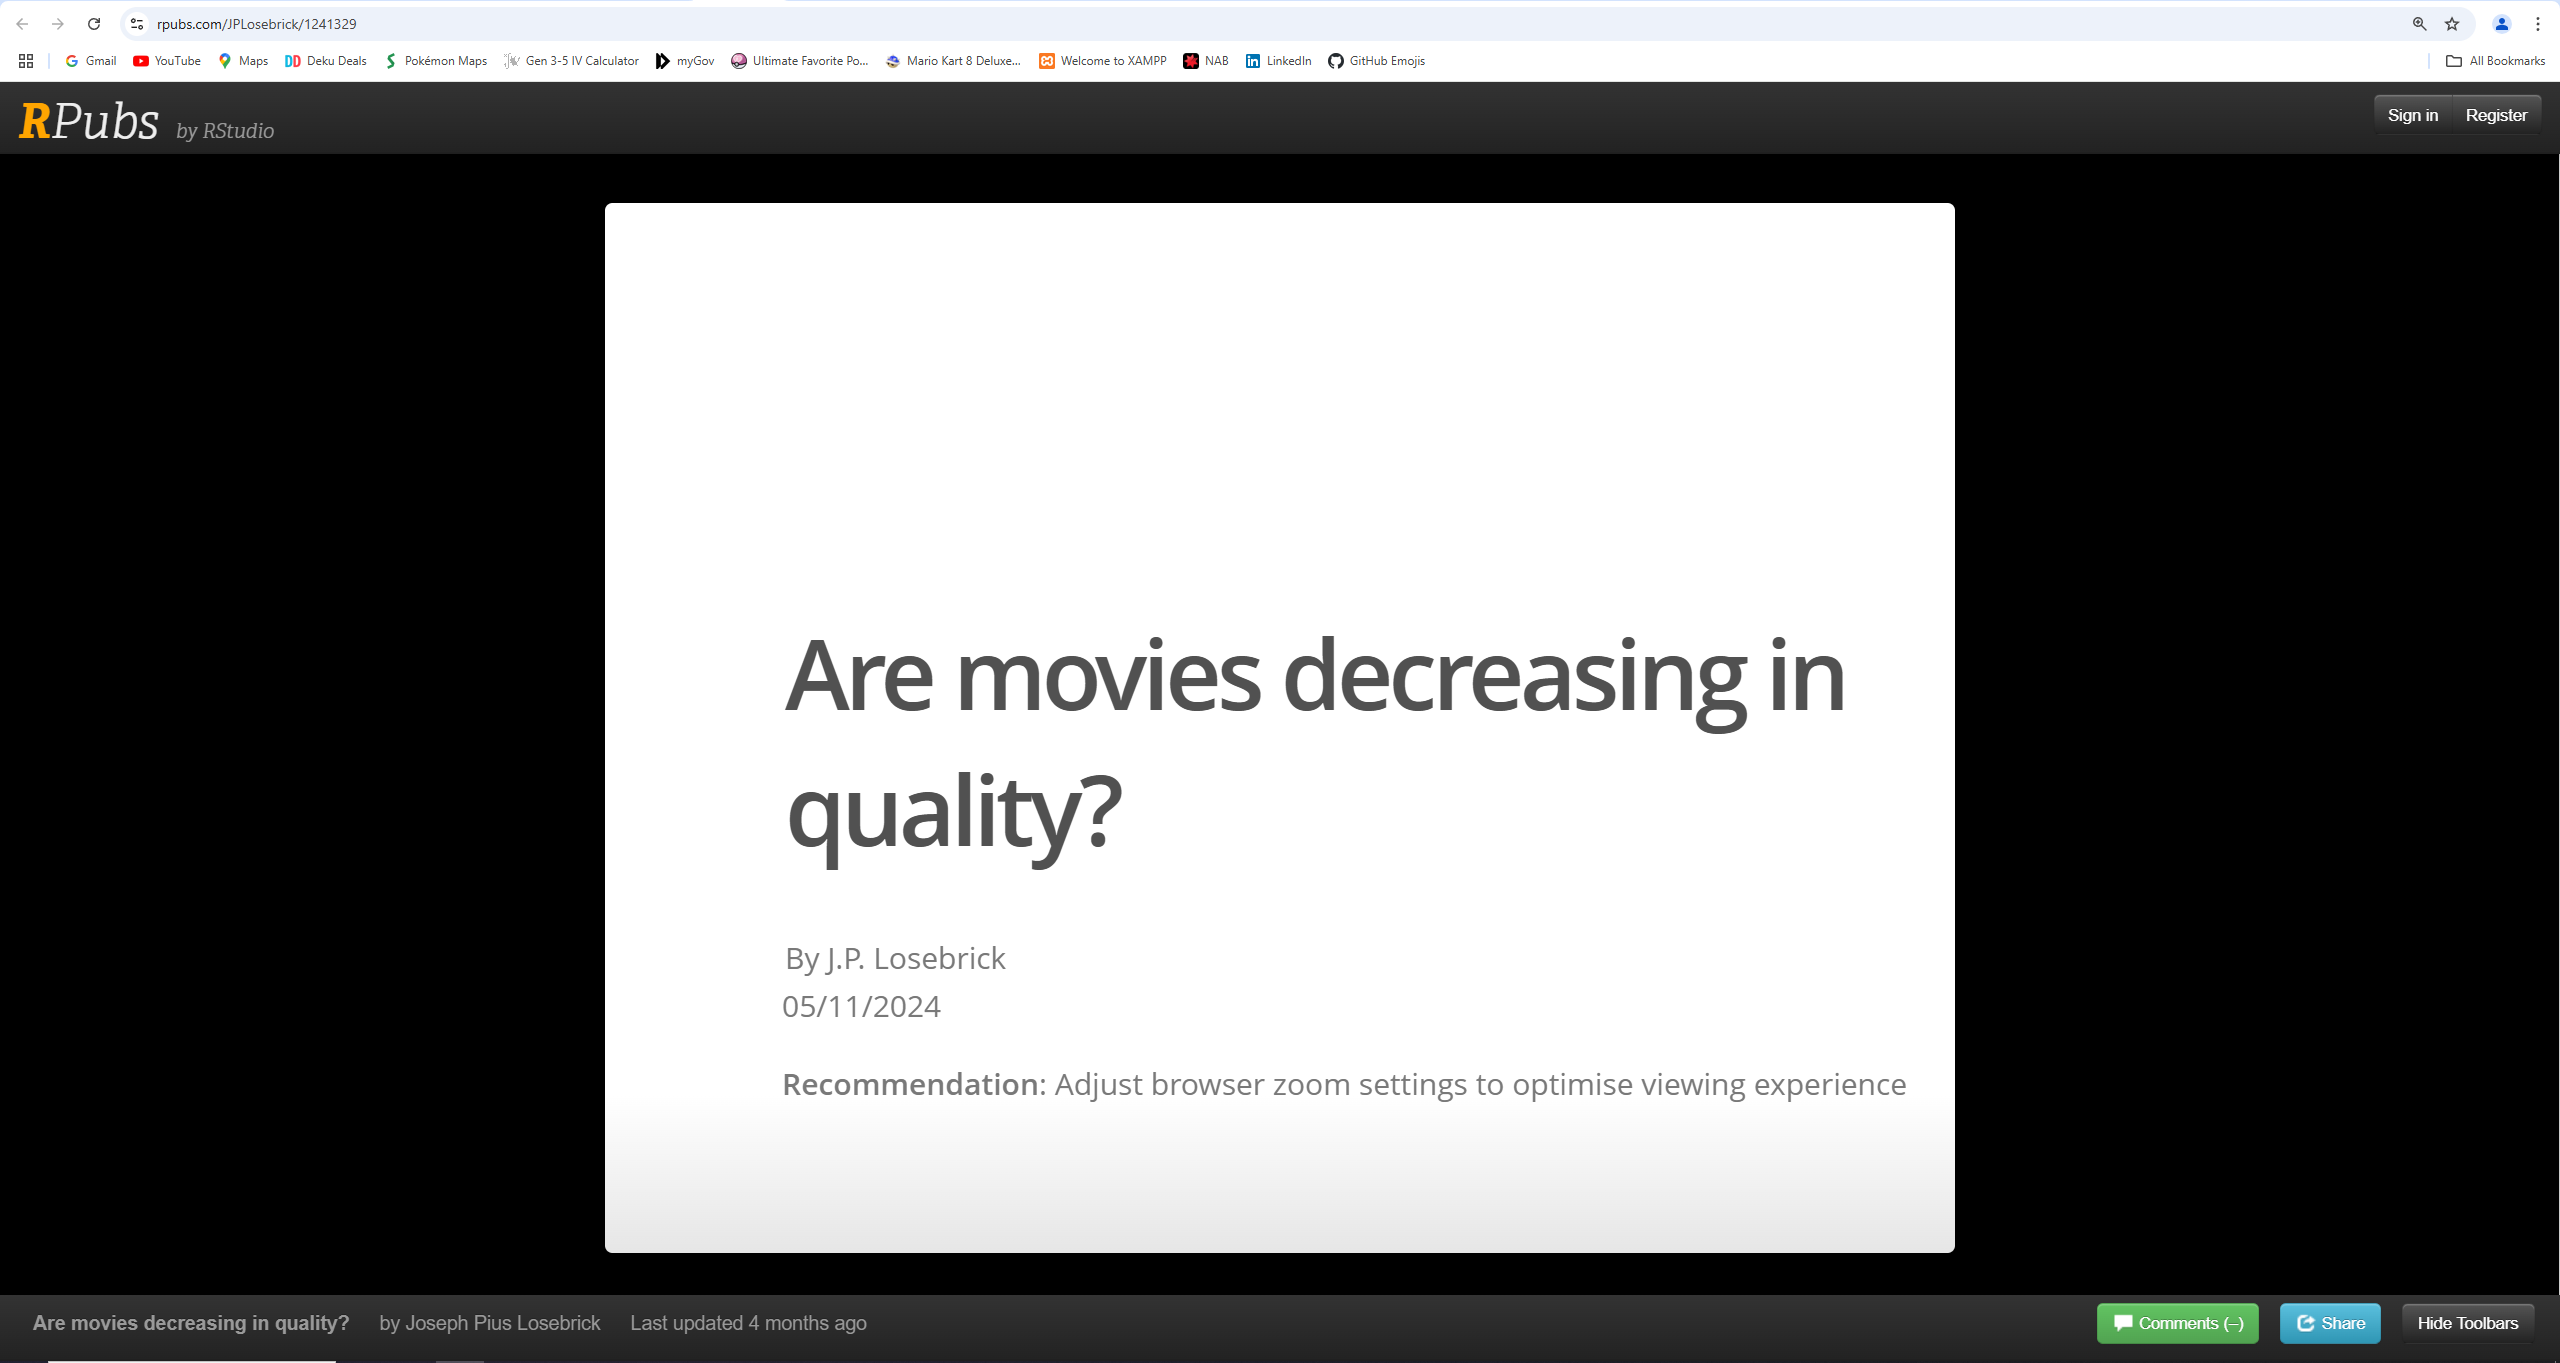 rpubs.com/JPLosebrick/1241329
Gmail YouTube Maps Deku Deals Pokémon Maps Gen 3-5 IV Calculator myGov Ultimate Favorite Po... Mario Kart 8 Deluxe... Welcome to XAMPP NAB LinkedIn GitHub Emojis All Bookmarks
RPubs by RStudio Sign in Register
Are movies decreasing in
quality?
By J.P. Losebrick
05/11/2024
Recommendation: Adjust browser zoom settings to optimise viewing experience
Are movies decreasing in quality? by Joseph Pius Losebrick Last updated 4 months ago Comments (–) Share Hide Toolbars